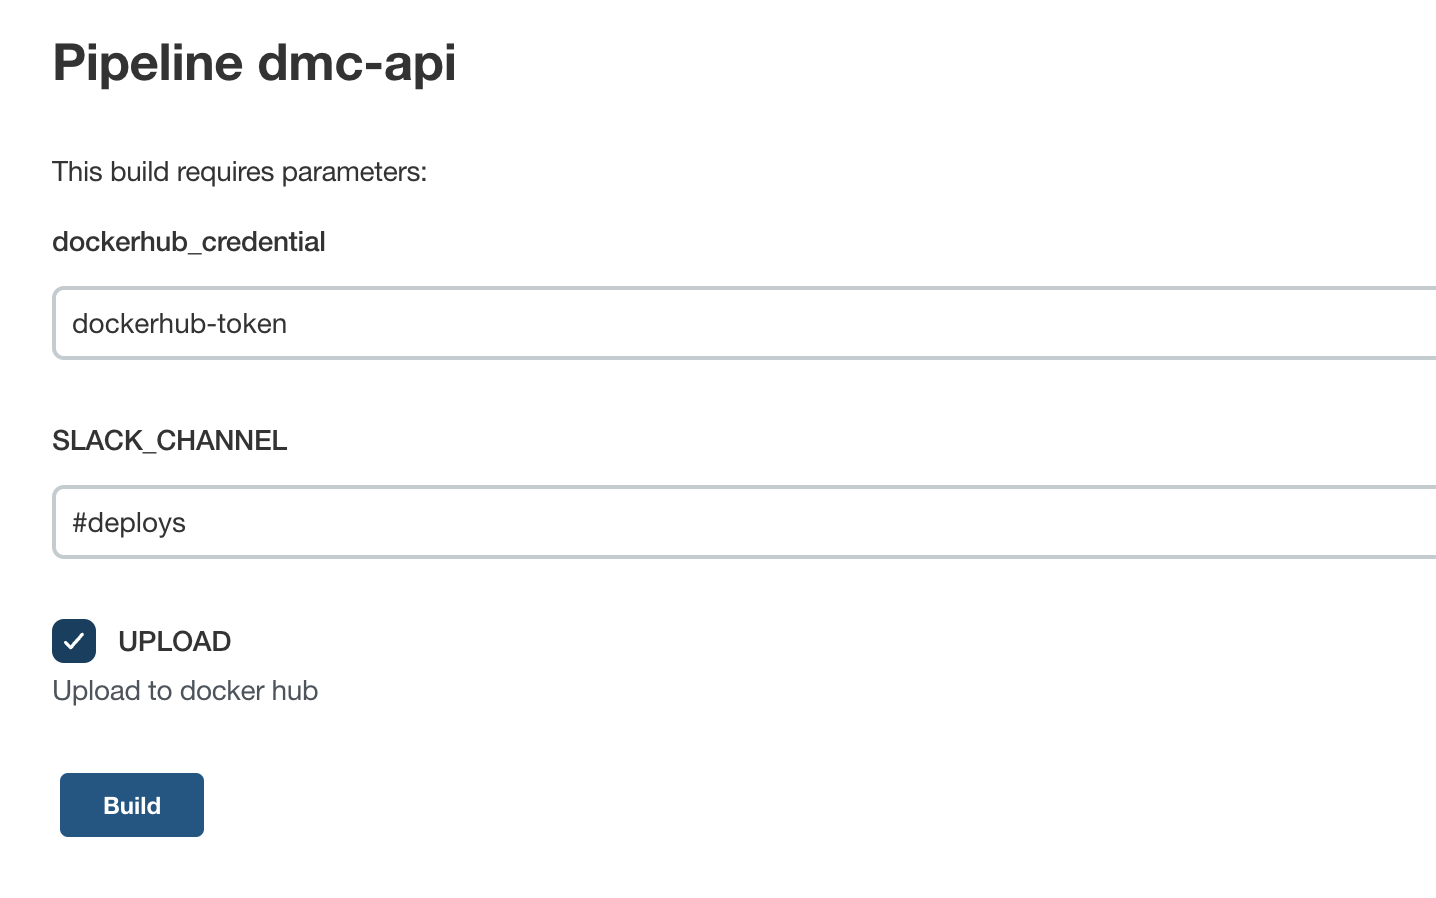 Pipeline dmc-api
This build requires parameters:
dockerhub_credential
dockerhub-token
SLACK_CHANNEL
#deploys
UPLOAD
Upload to docker hub
Build